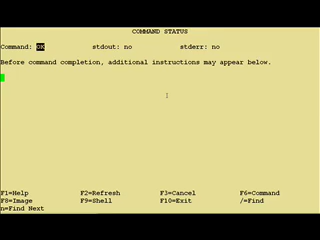 COMMAND STATUS
Command: OK stdout: no stderr: no
Before command completion, additional instructions may appear below.
F1=Help F2=Refresh F3=Cancel F6=Command
F8=Image F9=Shell F10=Exit /=Find
n=Find Next